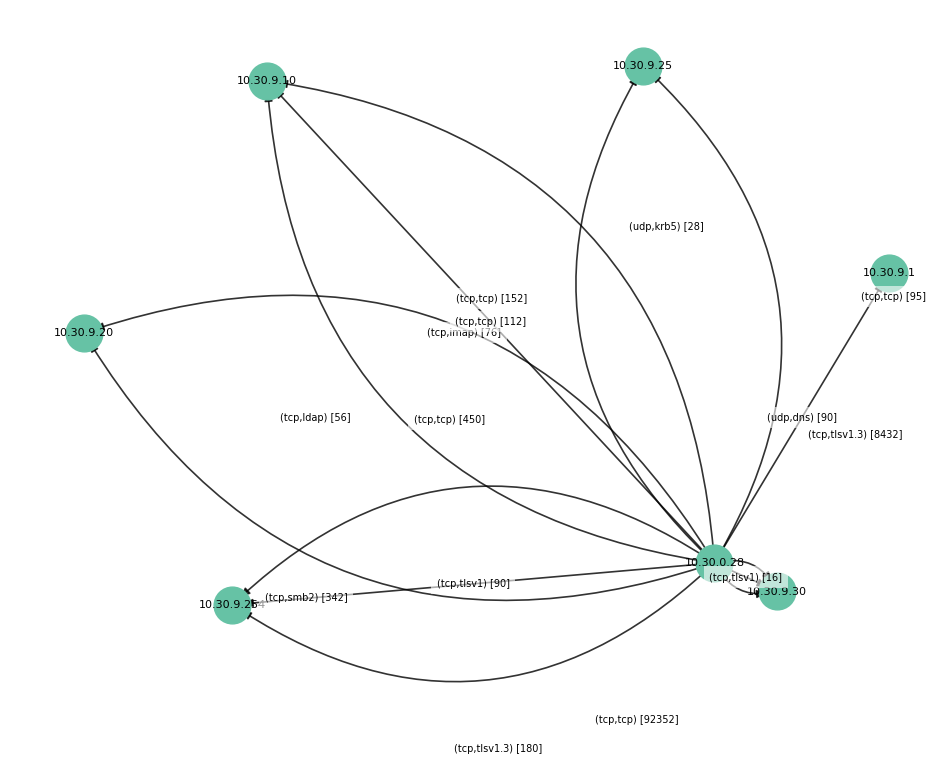 10.30.9.25
10.30.9.10
(udp,krb5) [28]
10.30.9.1
(tcp,tcp) [95]
(tcp,tcp) [152]
(tcp,tcp) [112]
(tcp,imap) [76]
10.30.9.20
(tcp,ldap) [56]
(tcp,tcp) [450]
(udp,dns) [90]
(tcp,tlsv1.3) [8432]
10.30.0.28
(tcp,tlsv1) [16]
(tcp,tlsv1) [90]
10.30.9.30
(tcp,smb2) [342]
(tcp,tcp) [92352]
(tcp,tlsv1.3) [180]